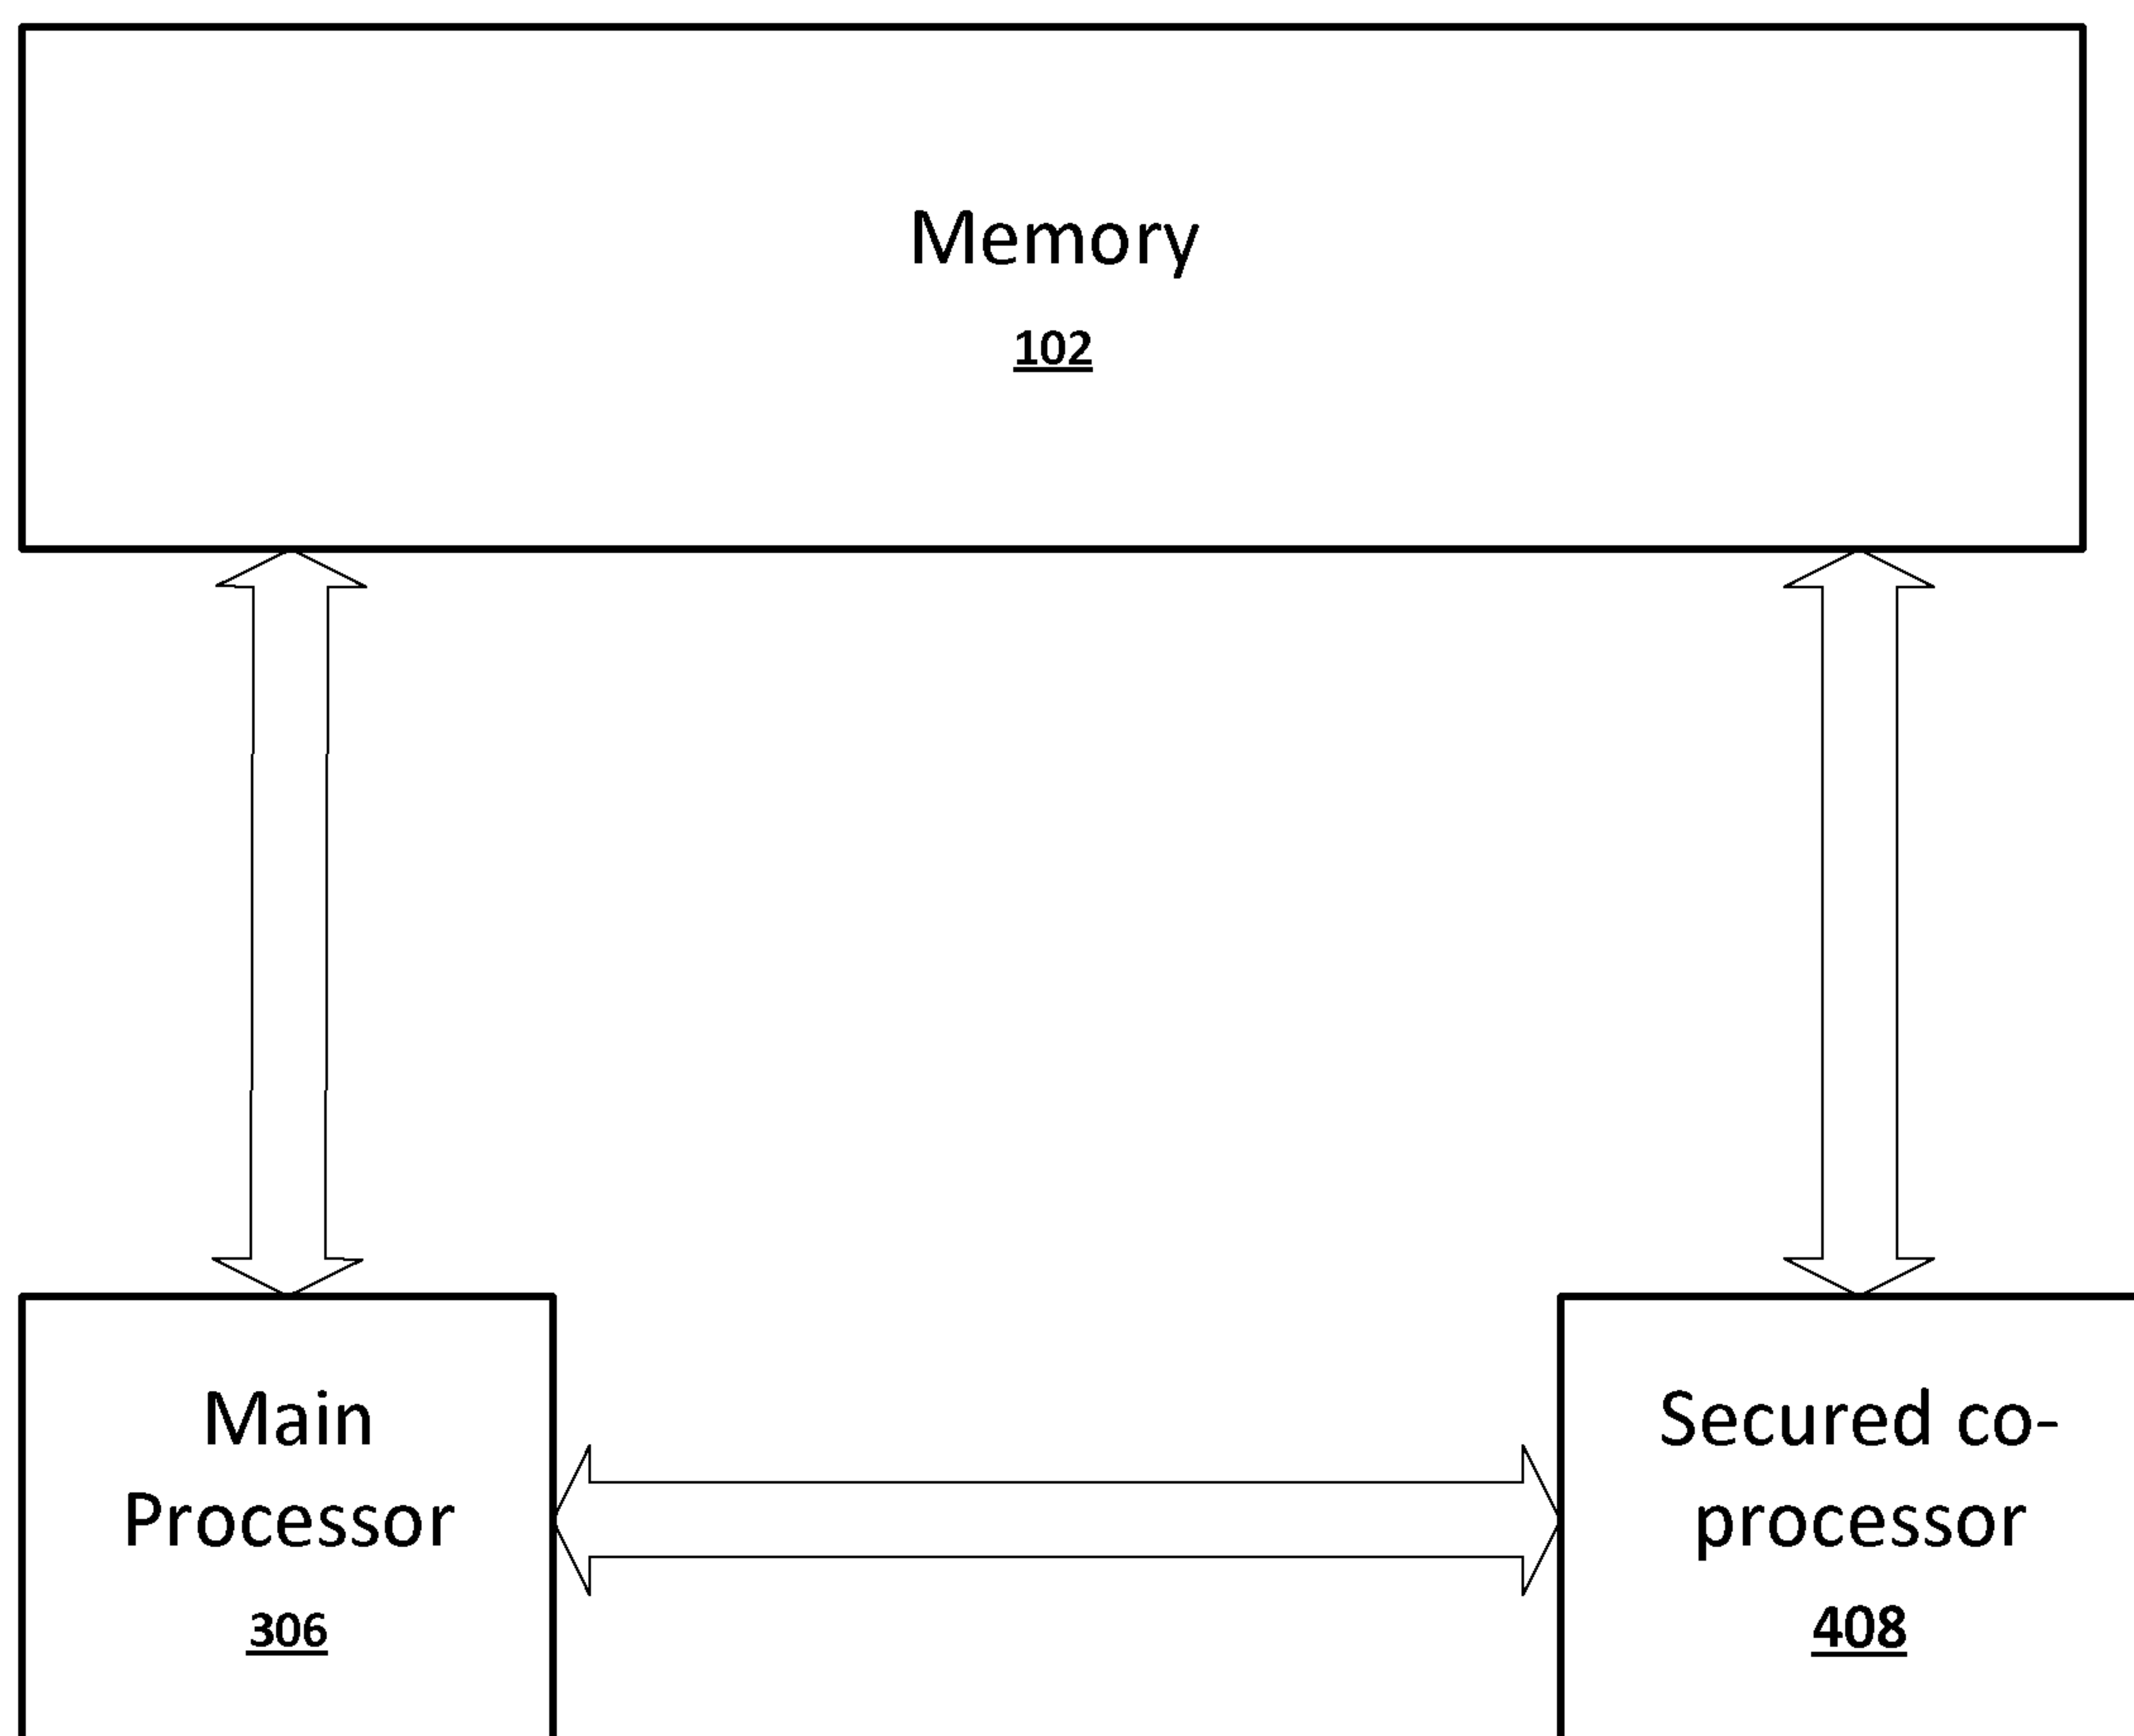 Memory
102
Main
Processor
306
Secured co-
processor
408